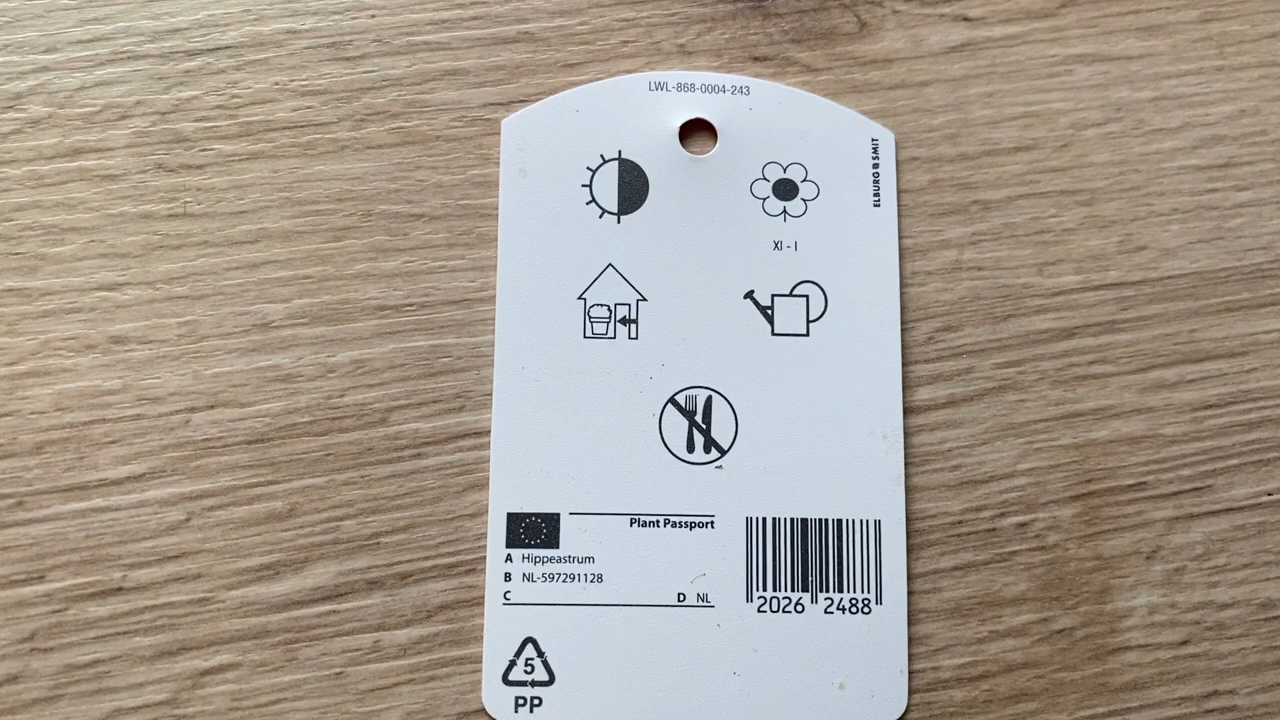 LWL-868-0004-243
ELBURG SMIT
XI - I
Plant Passport
A Hippeastrum
B NL-597291128
C D NL
2026 2488
5
PP